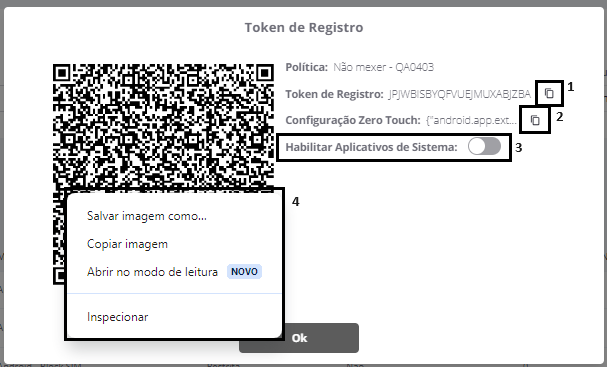 Token de Registro
Política: Não mexer - QA0403
Token de Registro: JPJWBISBYQFVUEJMUXABJZBA
1
Configuração Zero Touch: {"android.app.ext...
2
Habilitar Aplicativos de Sistema:
3
4
Salvar imagem como...
Copiar imagem
Abrir no modo de leitura NOVO
Inspecionar
Ok